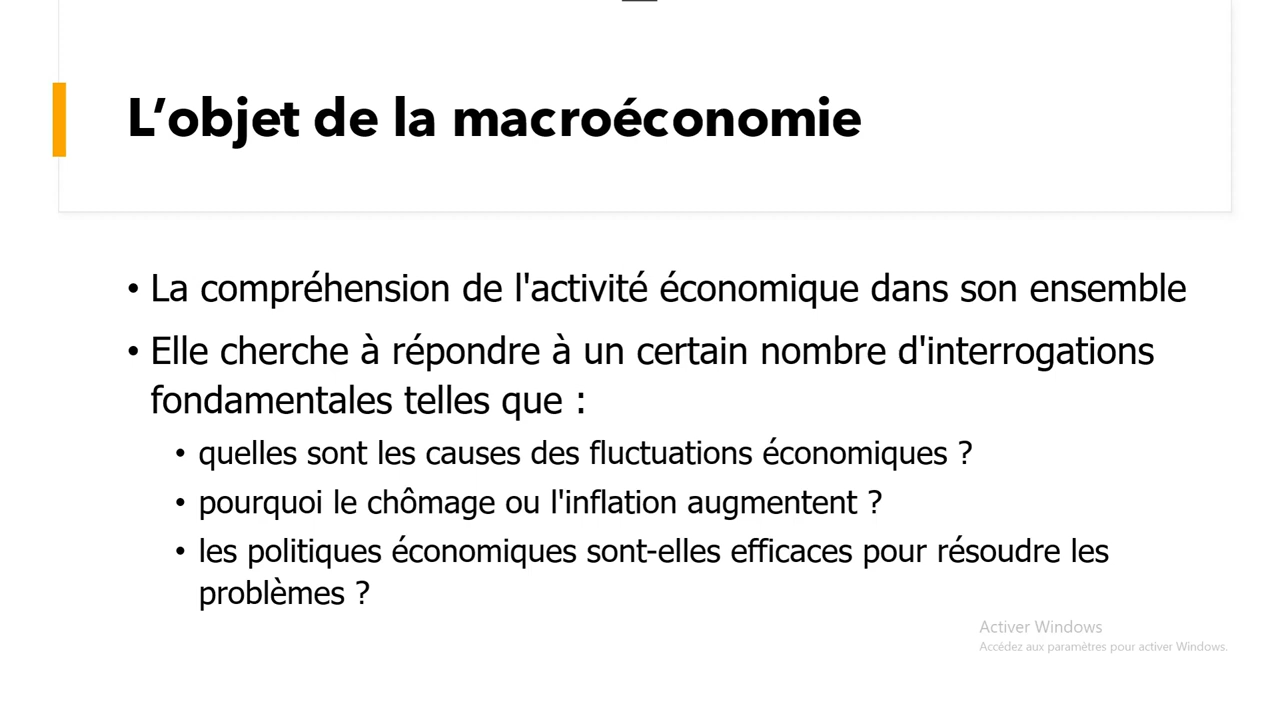 L’objet de la macroéconomie
• La compréhension de l'activité économique dans son ensemble
• Elle cherche à répondre à un certain nombre d'interrogations
fondamentales telles que :
• quelles sont les causes des fluctuations économiques ?
• pourquoi le chômage ou l'inflation augmentent ?
• les politiques économiques sont-elles efficaces pour résoudre les
problèmes ?
Activer Windows
Accédez aux paramètres pour activer Windows.